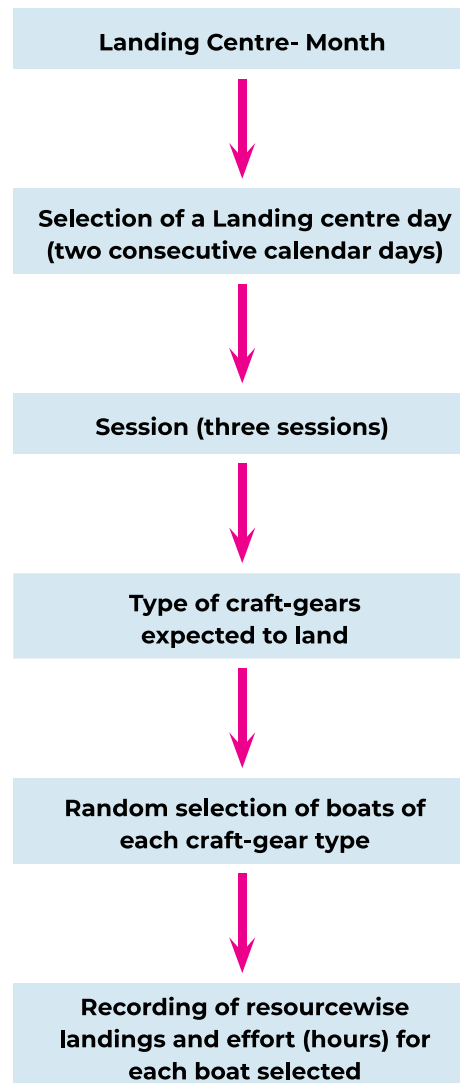 Landing Centre- Month
Selection of a Landing centre day
(two consecutive calendar days)
Session (three sessions)
Type of craft-gears
expected to land
Random selection of boats of
each craft-gear type
Recording of resourcewise
landings and effort (hours) for
each boat selected